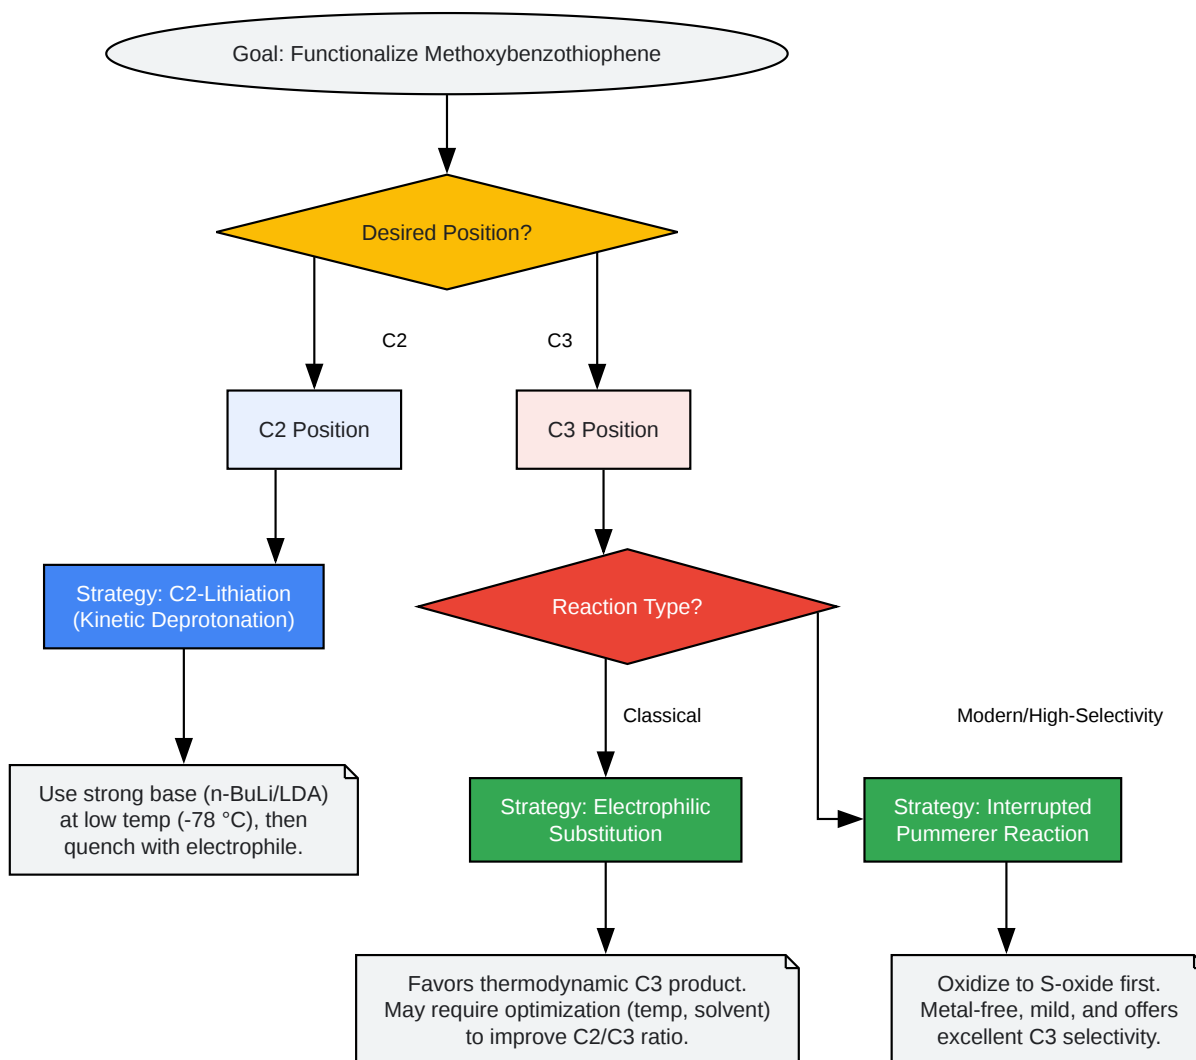 Goal: Functionalize Methoxybenzothiophene
Desired Position?
C2
C3
C2 Position
C3 Position
Strategy: C2-Lithiation
(Kinetic Deprotonation)
Reaction Type?
Classical
Modern/High-Selectivity
Use strong base (n-BuLi/LDA)
at low temp (-78 °C), then
quench with electrophile.
Strategy: Electrophilic
Substitution
Strategy: Interrupted
Pummerer Reaction
Favors thermodynamic C3 product.
May require optimization (temp, solvent)
to improve C2/C3 ratio.
Oxidize to S-oxide first.
Metal-free, mild, and offers
excellent C3 selectivity.